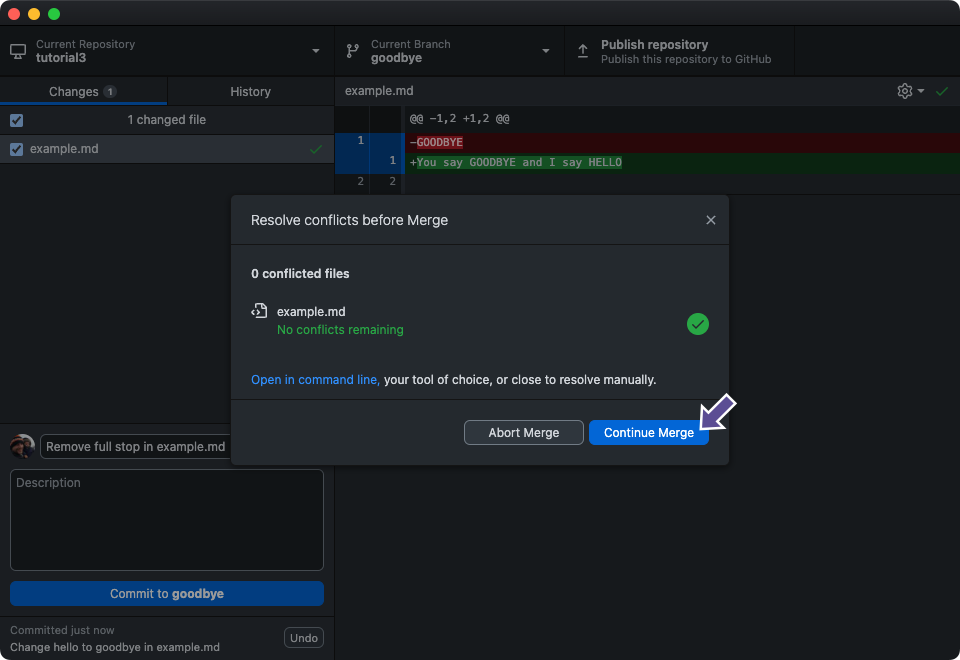 Current Repository
tutorial3
Current Branch
goodbye
Publish repository
Publish this repository to GitHub
Changes 1
History
example.md
1 changed file
example.md
@@ -1,2 +1,2 @@
1 -GOODBYE
1 +You say GOODBYE and I say HELLO
2 2
Resolve conflicts before Merge
0 conflicted files
example.md
No conflicts remaining
Open in command line, your tool of choice, or close to resolve manually.
Abort Merge
Continue Merge
Remove full stop in example.md
Description
Commit to goodbye
Committed just now
Change hello to goodbye in example.md
Undo